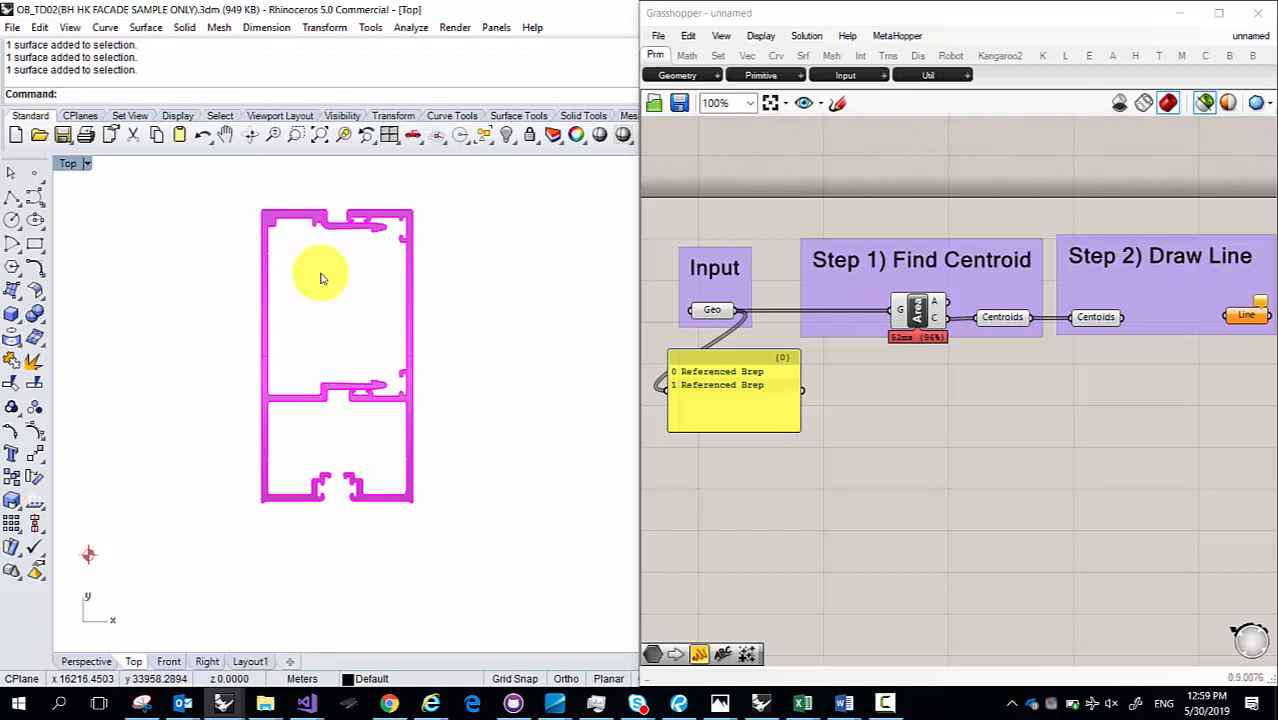 OB_TD02(BH HK FACADE SAMPLE ONLY).3dm (949 KB) - Rhinoceros 5.0 Commercial - [Top]
File Edit View Curve Surface Solid Mesh Dimension Transform Tools Analyze Render Panels Help
1 surface added to selection.
1 surface added to selection.
1 surface added to selection.
Command:
Standard CPlanes Set View Display Select Viewport Layout Visibility Transform Curve Tools Surface Tools Solid Tools Mes
Top
y
x
Perspective Top Front Right Layout1
CPlane x 16216.4503 y 33958.2894 z 0.0000 Meters Default Grid Snap Ortho Planar
Grasshopper - unnamed
File Edit View Display Solution Help MetaHopper unnamed
Prm Math Set Vec Crv Srf Msh Int Trns Dis Robot Kangaroo2 K L E A H T M C B B
Geometry Primitive Input Util
100%
Input
Geo
{0}
0 Referenced Brep
1 Referenced Brep
Step 1) Find Centroid
G Area A C
Centroids
52ms (96%)
Step 2) Draw Line
Centoids
Line
0.9.0076
ENG
12:59 PM
5/30/2019